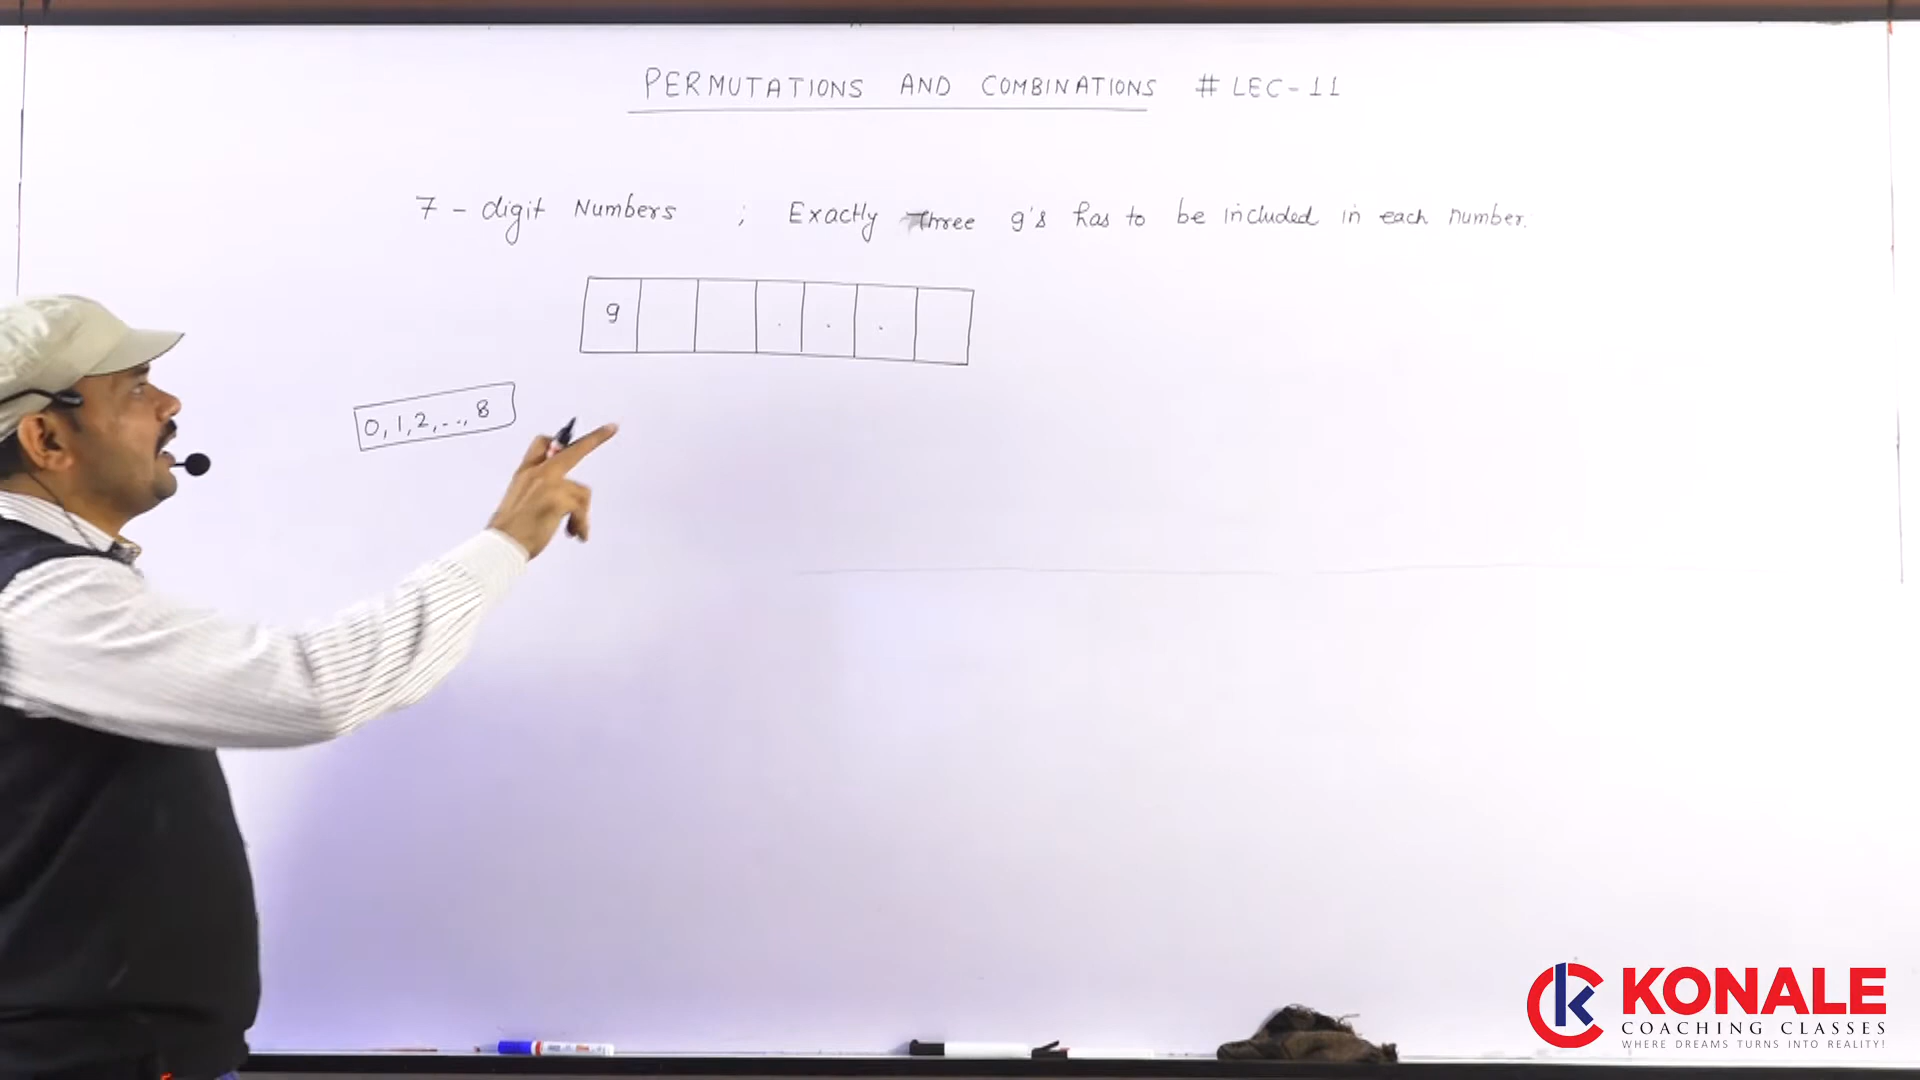 PERMUTATIONS AND COMBINATIONS # LEC-11
7 - digit Numbers ; Exactly Three 9's has to be included in each number.
9 . . .
0, 1, 2, ..., 8
KONALE
COACHING CLASSES
WHERE DREAMS TURNS INTO REALITY!